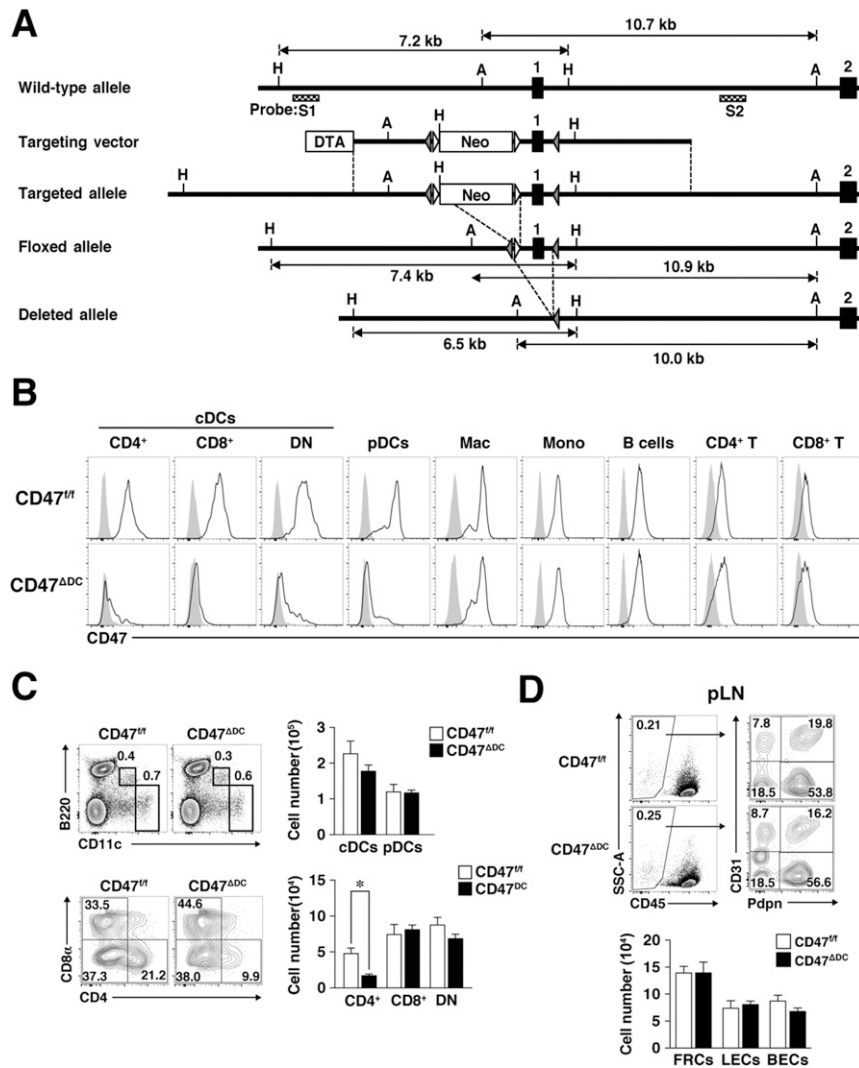 A
7.2 kb
10.7 kb
Wild-type allele
H
A
1
H
A
2
Probe:S1
S2
Targeting vector
DTA
A
H
Neo
1
H
Targeted allele
H
A
H
Neo
1
H
A
2
Floxed allele
H
A
1
H
A
2
7.4 kb
10.9 kb
Deleted allele
H
A
H
A
2
6.5 kb
10.0 kb
B
cDCs
CD4+ CD8+ DN pDCs Mac Mono B cells CD4+ T CD8+ T
CD47f/f
CD47ΔDC
CD47
C
CD47f/f CD47ΔDC
0.4
0.7
0.3
0.6
B220
CD11c
Cell number (10⁵)
3
2
1
0
cDCs pDCs
CD47f/f
CD47ΔDC
CD47f/f CD47ΔDC
33.5
37.3
21.2
44.6
38.0
9.9
CD8α
CD4
Cell number (10⁴)
15
10
5
0
*
CD4+ CD8+ DN
CD47f/f
CD47DC
D
pLN
CD47f/f
0.21
7.8
19.8
18.5
53.8
CD47ΔDC
0.25
8.7
16.2
18.5
56.6
SSC-A
CD45
CD31
Pdpn
Cell number (10⁴)
20
15
10
5
0
FRCs LECs BECs
CD47f/f
CD47ΔDC